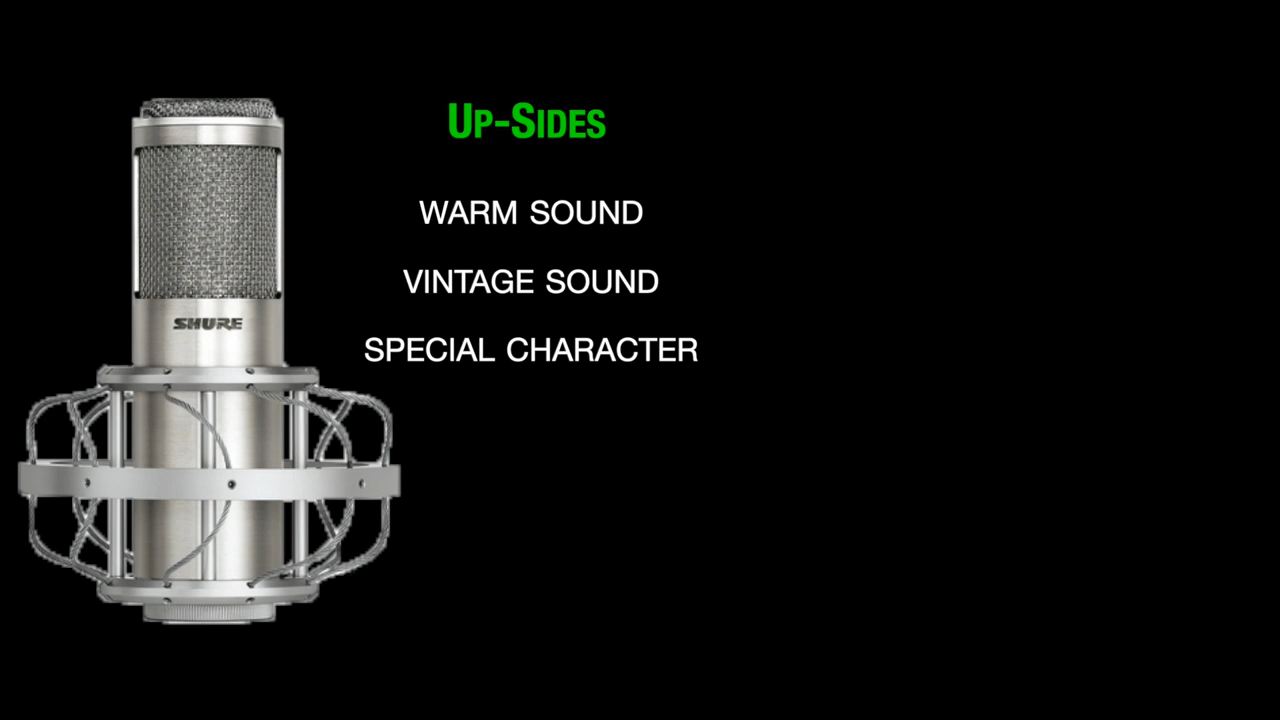 UP-SIDES
WARM SOUND
VINTAGE SOUND
SPECIAL CHARACTER
SHURE